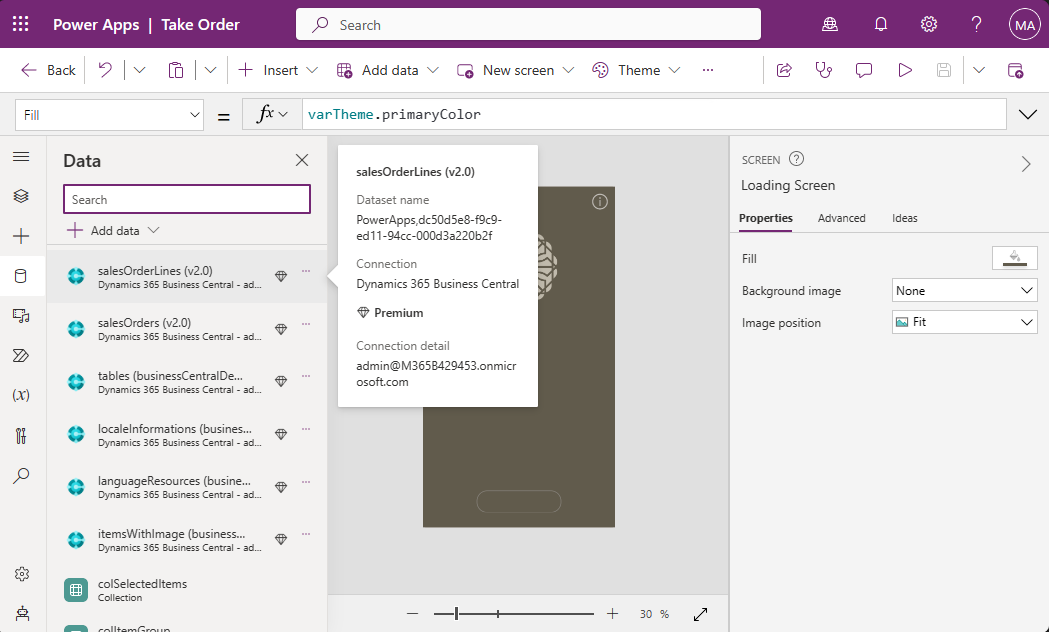 Power Apps | Take Order
Search
MA
Back
Insert
Add data
New screen
Theme
Fill
=
fx
varTheme.primaryColor
Data
Search
Add data
salesOrderLines (v2.0)
Dynamics 365 Business Central - ad...
salesOrders (v2.0)
Dynamics 365 Business Central - ad...
tables (businessCentralDe...
Dynamics 365 Business Central - ad...
localeInformations (busines...
Dynamics 365 Business Central - ad...
languageResources (busine...
Dynamics 365 Business Central - ad...
itemsWithImage (business...
Dynamics 365 Business Central - ad...
colSelectedItems
Collection
colItemGroup
salesOrderLines (v2.0)
Dataset name
PowerApps,dc50d5e8-f9c9-
ed11-94cc-000d3a220b2f
Connection
Dynamics 365 Business Central
Premium
Connection detail
admin@M365B429453.onmicr
osoft.com
30 %
SCREEN
Loading Screen
Properties
Advanced
Ideas
Fill
Background image
None
Image position
Fit